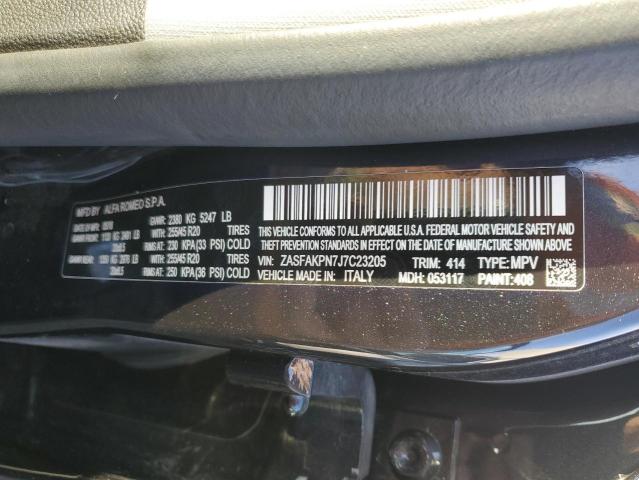 MFD BY ALFA ROMEO S.P.A.
GVWR: 2380 KG 5247 LB
WITH 255/45 R20 TIRES
AT 230 KPA(33 PSI) COLD
WITH 255/45 R20 TIRES
AT 250 KPA(36 PSI) COLD
THIS VEHICLE CONFORMS TO ALL APPLICABLE U.S.A.
FEDERAL MOTOR VEHICLE SAFETY, BUMPER, AND
THEFT PREVENTION STANDARDS IN EFFECT ON THE DATE OF
MANUFACTURE SHOWN ABOVE.
VIN: ZASFAKPN7J7C23205 TRIM: 414 TYPE: MPV
VEHICLE MADE IN: ITALY MDH: 053117 PAINT: 408